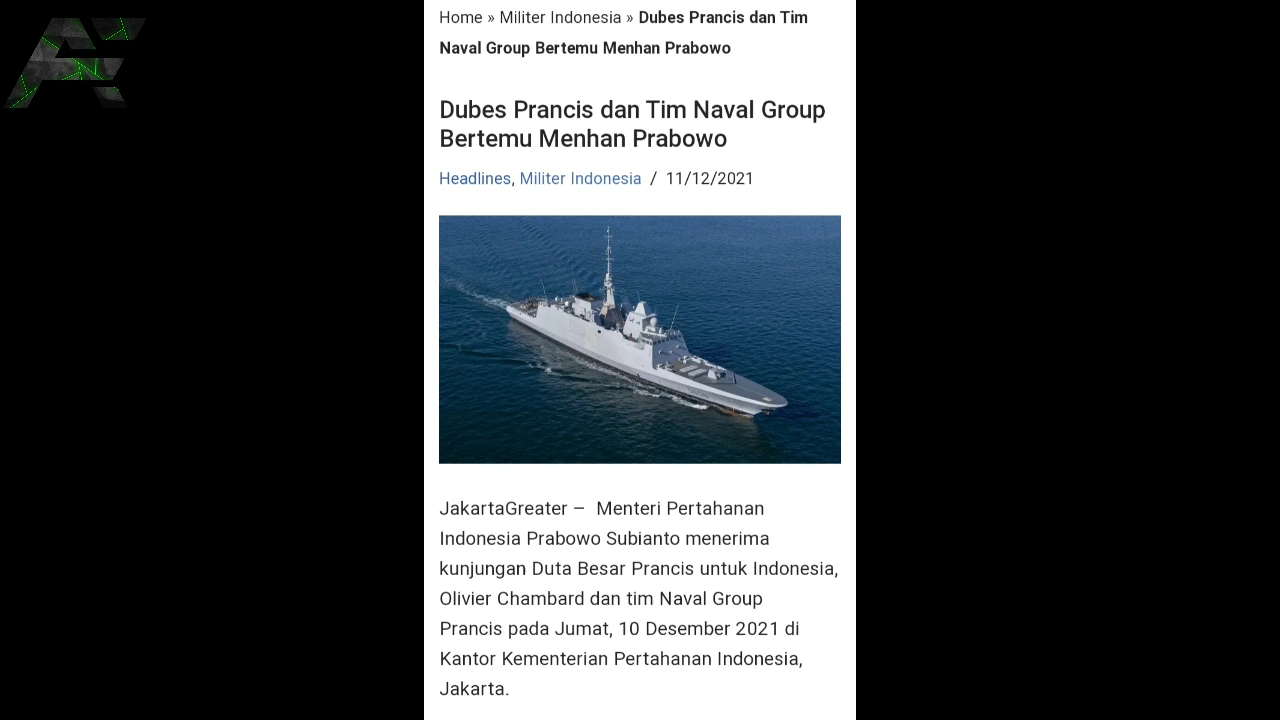 Home » Militer Indonesia » Dubes Prancis dan Tim
Naval Group Bertemu Menhan Prabowo
Dubes Prancis dan Tim Naval Group
Bertemu Menhan Prabowo
Headlines, Militer Indonesia / 11/12/2021
JakartaGreater – Menteri Pertahanan
Indonesia Prabowo Subianto menerima
kunjungan Duta Besar Prancis untuk Indonesia,
Olivier Chambard dan tim Naval Group
Prancis pada Jumat, 10 Desember 2021 di
Kantor Kementerian Pertahanan Indonesia,
Jakarta.